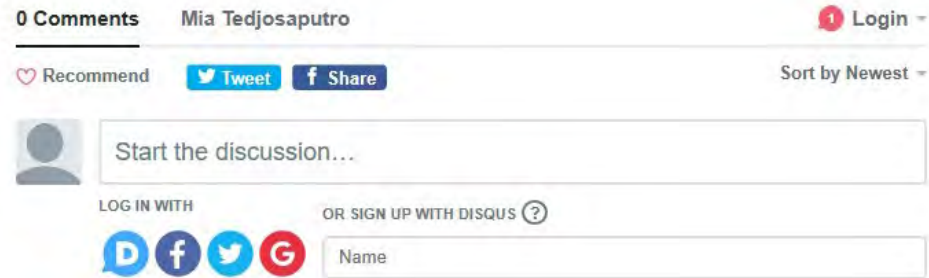 0 Comments Mia Tedjosaputro 1 Login
Recommend Tweet f Share Sort by Newest
Start the discussion…
LOG IN WITH OR SIGN UP WITH DISQUS ?
D f G Name